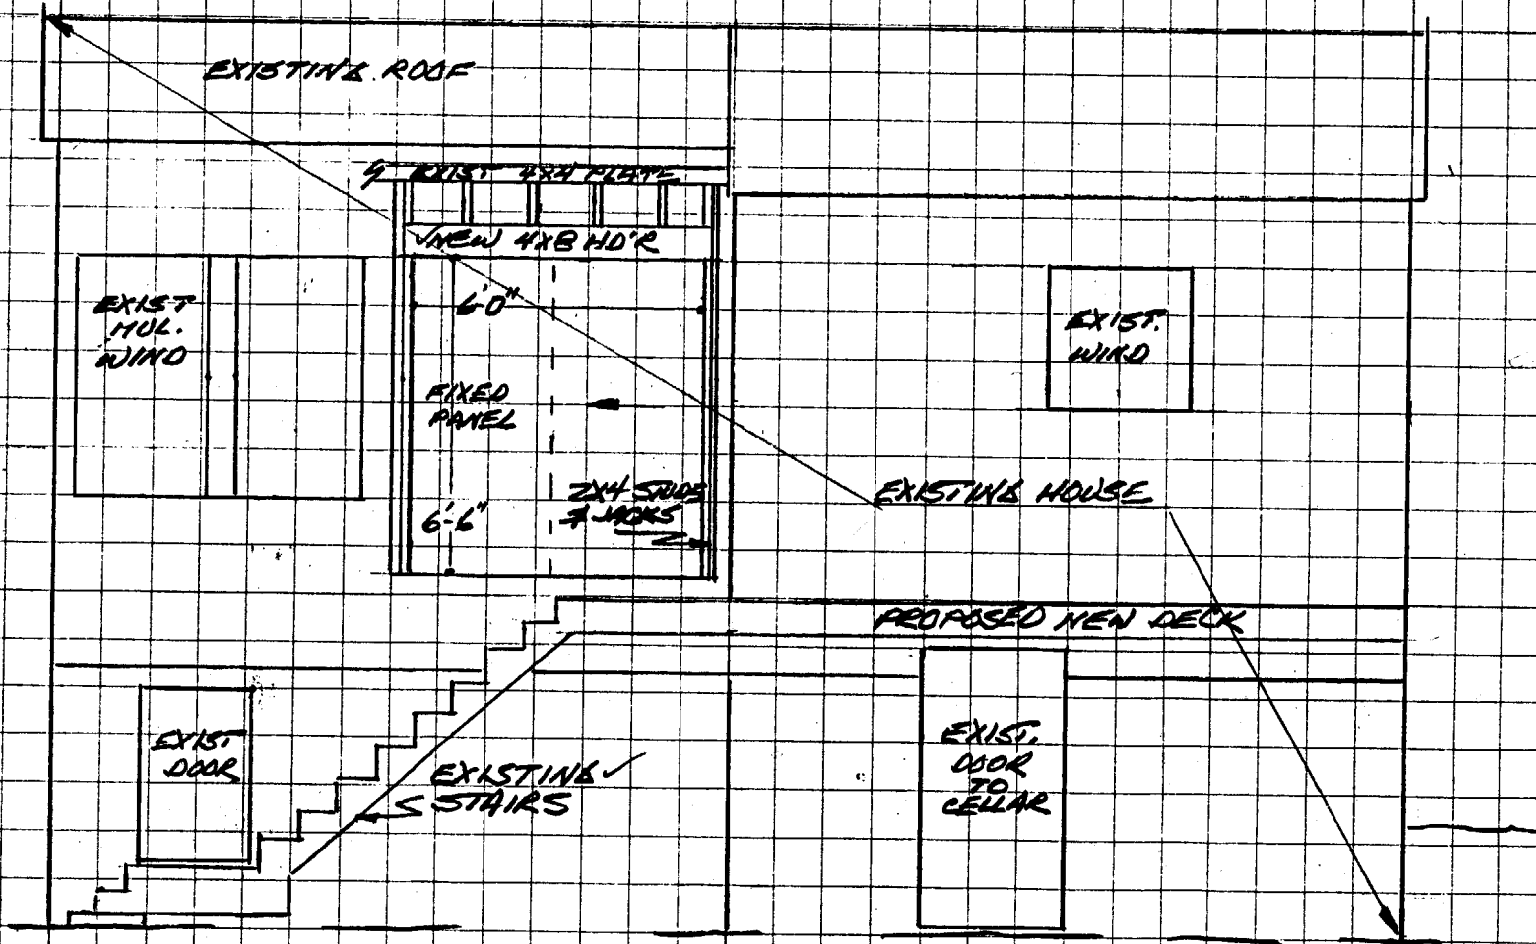 EXISTING ROOF
EXIST 4X4 PLATE
NEW 4X8 HD'R
6'-0"
EXIST
MUL.
WIND
EXIST.
WIND
FIXED
PANEL
2X4 STUDS
& JACKS
6'-6"
EXISTING HOUSE
PROPOSED NEW DECK
EXIST
DOOR
EXISTING
STAIRS
EXIST.
DOOR
TO
CELLAR